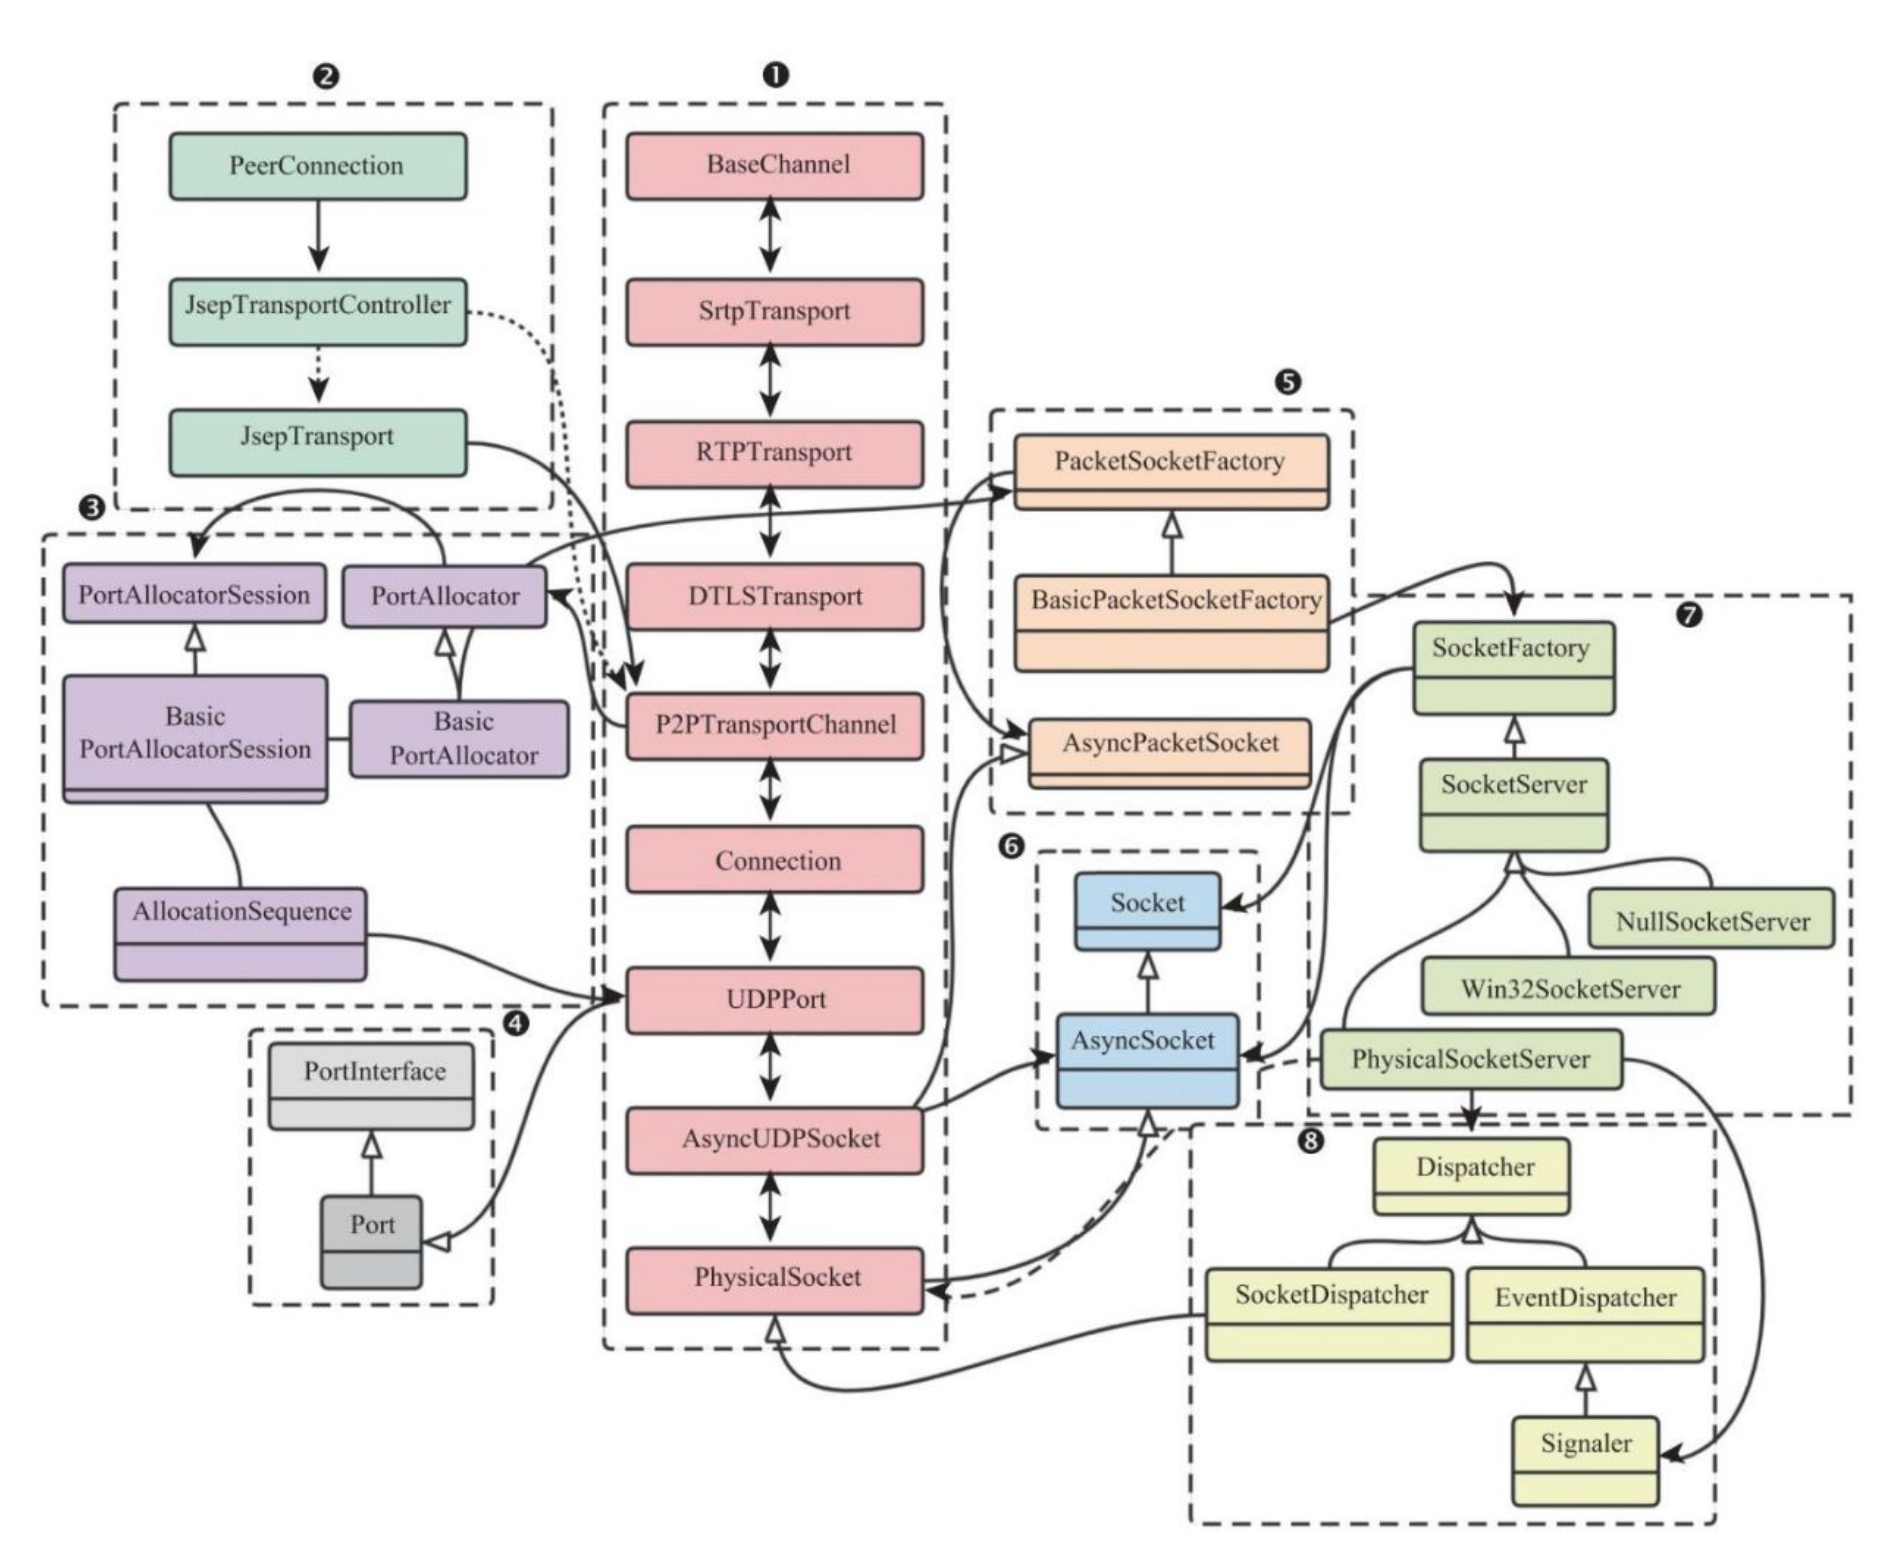 ❷
PeerConnection
JsepTransportController
JsepTransport
❶
BaseChannel
SrtpTransport
RTPTransport
DTLSTransport
P2PTransportChannel
Connection
UDPPort
AsyncUDPSocket
PhysicalSocket
❸
PortAllocatorSession
PortAllocator
Basic
PortAllocatorSession
Basic
PortAllocator
AllocationSequence
❹
PortInterface
Port
❺
PacketSocketFactory
BasicPacketSocketFactory
AsyncPacketSocket
❻
Socket
AsyncSocket
❼
SocketFactory
SocketServer
NullSocketServer
Win32SocketServer
PhysicalSocketServer
❽
Dispatcher
SocketDispatcher
EventDispatcher
Signaler